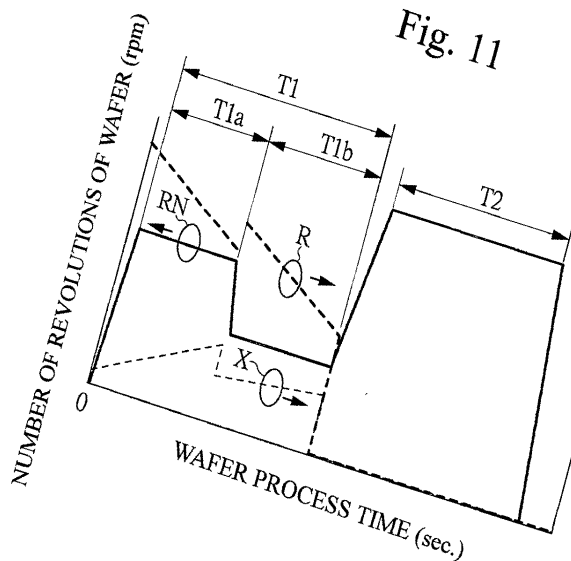 Fig. 11
T1
T1a
T1b
T2
RN
R
X
0
NUMBER OF REVOLUTIONS OF WAFER (rpm)
WAFER PROCESS TIME (sec.)